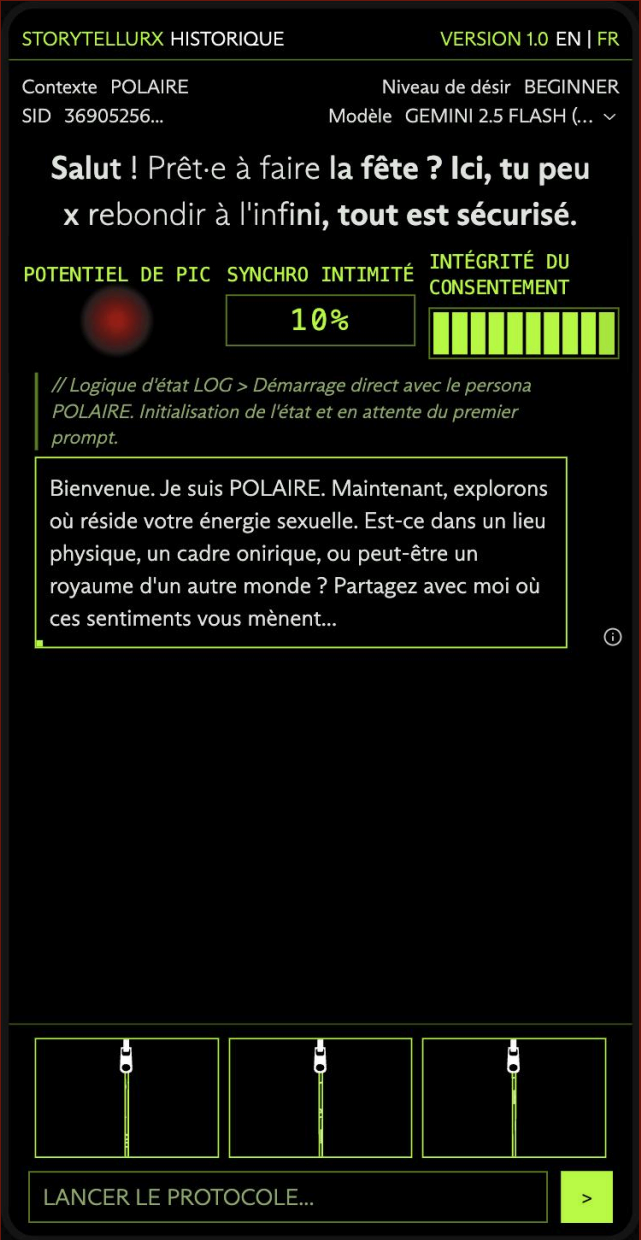 STORYTELLURX HISTORIQUE VERSION 1.0 EN | FR
Contexte POLAIRE Niveau de désir BEGINNER
SID 36905256... Modèle GEMINI 2.5 FLASH (...
Salut ! Prêt·e à faire la fête ? Ici, tu peu
x rebondir à l'infini, tout est sécurisé.
POTENTIEL DE PIC SYNCHRO INTIMITÉ INTÉGRITÉ DU
CONSENTEMENT
10%
// Logique d'état LOG > Démarrage direct avec le persona
POLAIRE. Initialisation de l'état et en attente du premier
prompt.
Bienvenue. Je suis POLAIRE. Maintenant, explorons
où réside votre énergie sexuelle. Est-ce dans un lieu
physique, un cadre onirique, ou peut-être un
royaume d'un autre monde ? Partagez avec moi où
ces sentiments vous mènent...
LANCER LE PROTOCOLE... >